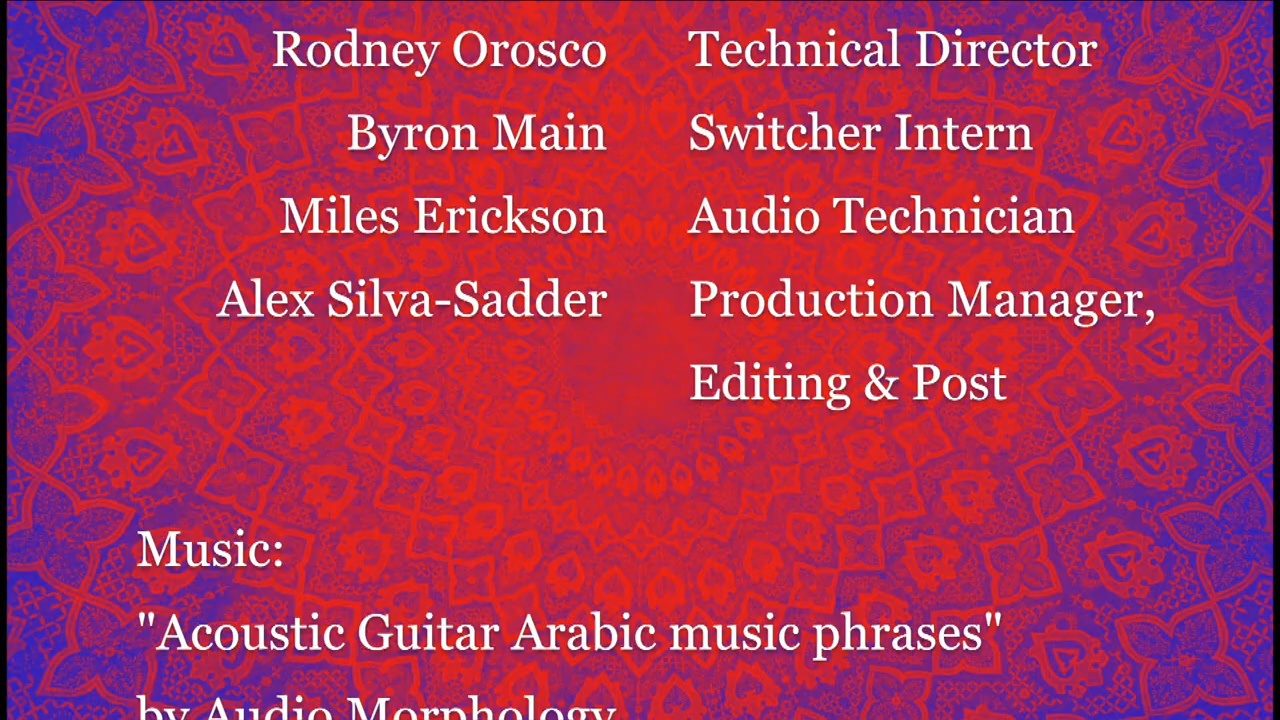 Rodney Orosco Technical Director
Byron Main Switcher Intern
Miles Erickson Audio Technician
Alex Silva-Sadder Production Manager,
Editing & Post
Music:
"Acoustic Guitar Arabic music phrases"
by Audio Morphology